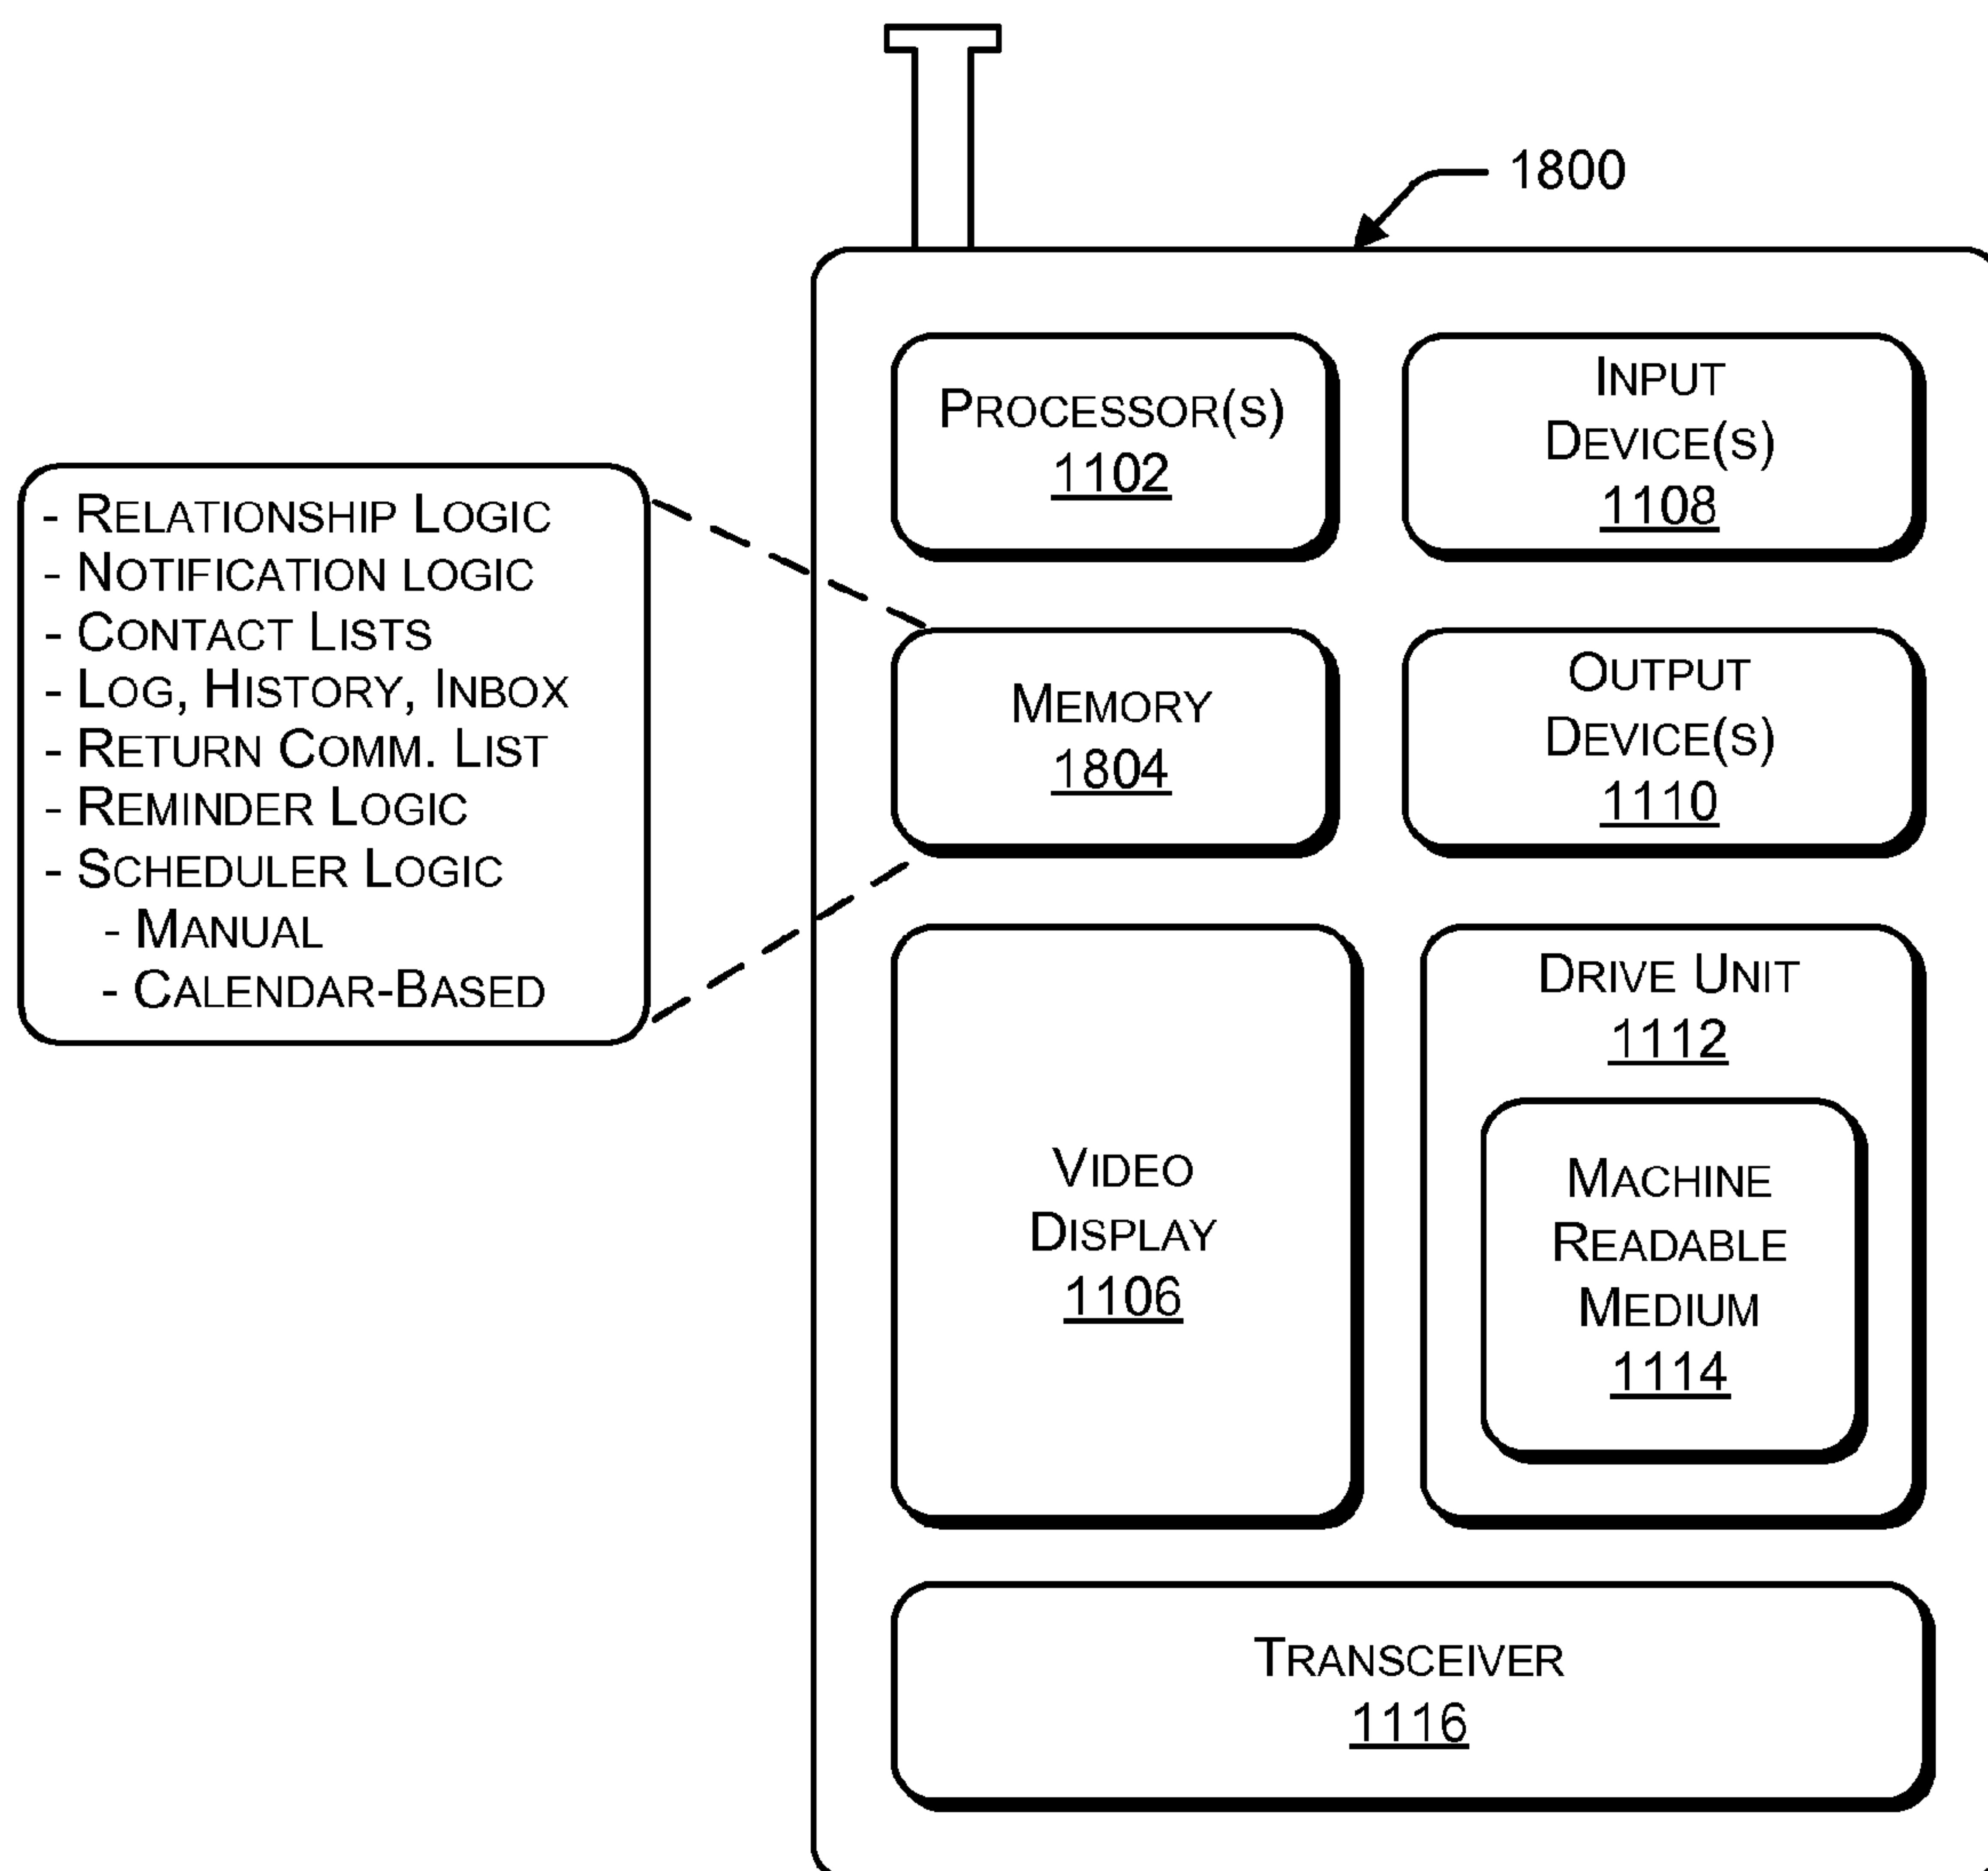 1800
PROCESSOR(S)
1102
INPUT
DEVICE(S)
1108
- RELATIONSHIP LOGIC
- NOTIFICATION LOGIC
- CONTACT LISTS
- LOG, HISTORY, INBOX
- RETURN COMM. LIST
- REMINDER LOGIC
- SCHEDULER LOGIC
- MANUAL
- CALENDAR-BASED
MEMORY
1804
OUTPUT
DEVICE(S)
1110
VIDEO
DISPLAY
1106
DRIVE UNIT
1112
MACHINE
READABLE
MEDIUM
1114
TRANSCEIVER
1116